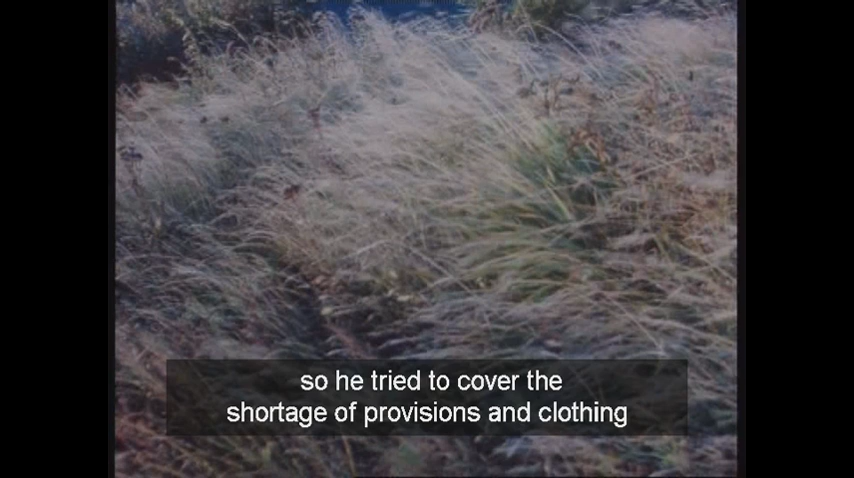 so he tried to cover the
shortage of provisions and clothing